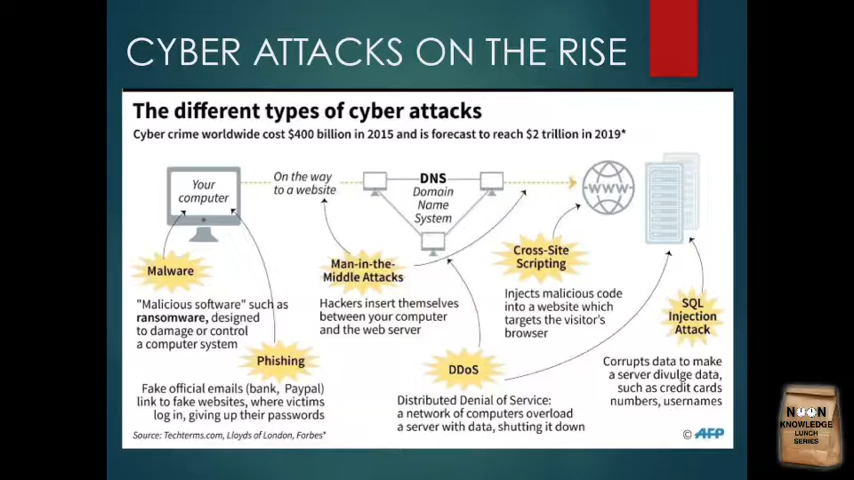 CYBER ATTACKS ON THE RISE
The different types of cyber attacks
Cyber crime worldwide cost $400 billion in 2015 and is forecast to reach $2 trillion in 2019*
Your
computer
On the way
to a website
DNS
Domain
Name
System
WWW
Malware
"Malicious software" such as
ransomware, designed
to damage or control
a computer system
Phishing
Fake official emails (bank, Paypal)
link to fake websites, where victims
log in, giving up their passwords
Man-in-the-
Middle Attacks
Hackers insert themselves
between your computer
and the web server
DDoS
Distributed Denial of Service:
a network of computers overload
a server with data, shutting it down
Cross-Site
Scripting
Injects malicious code
into a website which
targets the visitor's
browser
SQL
Injection
Attack
Corrupts data to make
a server divulge data,
such as credit cards
numbers, usernames
Source: Techterms.com, Lloyds of London, Forbes*
© AFP
NOON
KNOWLEDGE
LUNCH
SERIES